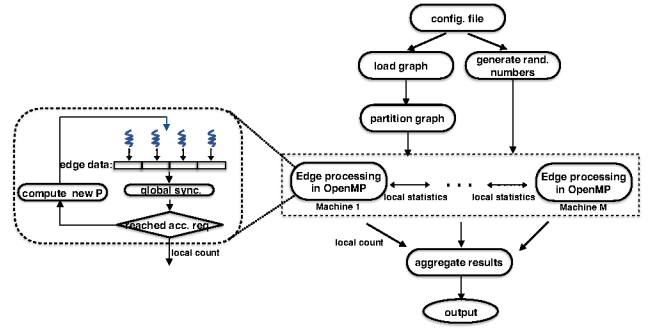 config. file
load graph
generate rand.
numbers
partition graph
edge data:
global sync.
compute new P
reached acc. req.
local count
Edge processing
in OpenMP
Machine 1
local statistics
. . .
local statistics
Edge processing
in OpenMP
Machine M
local count
aggregate results
output